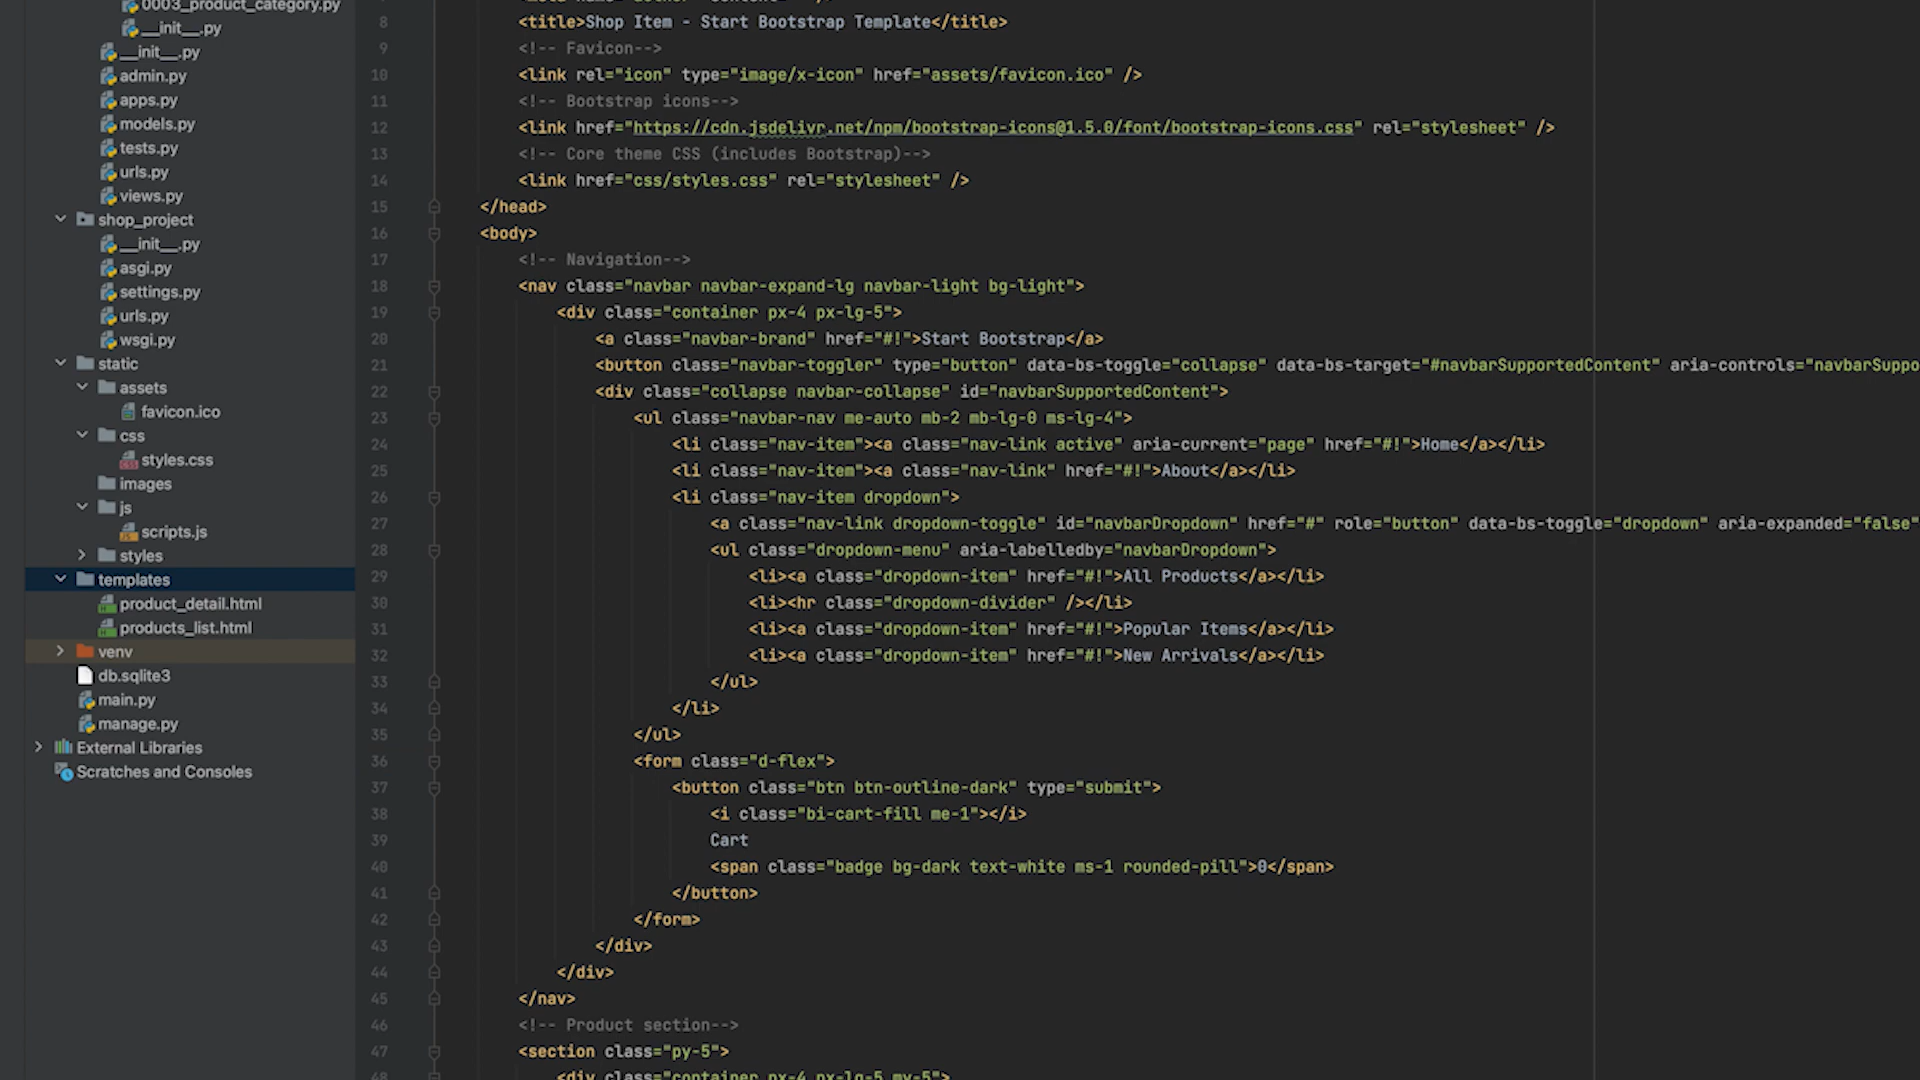 0003_product_category.py
__init__.py
__init__.py
admin.py
apps.py
models.py
tests.py
urls.py
views.py
shop_project
__init__.py
asgi.py
settings.py
urls.py
wsgi.py
static
assets
favicon.ico
css
styles.css
images
js
scripts.js
styles
templates
product_detail.html
products_list.html
venv
db.sqlite3
main.py
manage.py
External Libraries
Scratches and Consoles
8 <title>Shop Item - Start Bootstrap Template</title>
9 <!-- Favicon-->
10 <link rel="icon" type="image/x-icon" href="assets/favicon.ico" />
11 <!-- Bootstrap icons-->
12 <link href="https://cdn.jsdelivr.net/npm/bootstrap-icons@1.5.0/font/bootstrap-icons.css" rel="stylesheet" />
13 <!-- Core theme CSS (includes Bootstrap)-->
14 <link href="css/styles.css" rel="stylesheet" />
15 </head>
16 <body>
17 <!-- Navigation-->
18 <nav class="navbar navbar-expand-lg navbar-light bg-light">
19 <div class="container px-4 px-lg-5">
20 <a class="navbar-brand" href="#!">Start Bootstrap</a>
21 <button class="navbar-toggler" type="button" data-bs-toggle="collapse" data-bs-target="#navbarSupportedContent" aria-controls="navbarSuppo
22 <div class="collapse navbar-collapse" id="navbarSupportedContent">
23 <ul class="navbar-nav me-auto mb-2 mb-lg-0 ms-lg-4">
24 <li class="nav-item"><a class="nav-link active" aria-current="page" href="#!">Home</a></li>
25 <li class="nav-item"><a class="nav-link" href="#!">About</a></li>
26 <li class="nav-item dropdown">
27 <a class="nav-link dropdown-toggle" id="navbarDropdown" href="#" role="button" data-bs-toggle="dropdown" aria-expanded="false"
28 <ul class="dropdown-menu" aria-labelledby="navbarDropdown">
29 <li><a class="dropdown-item" href="#!">All Products</a></li>
30 <li><hr class="dropdown-divider" /></li>
31 <li><a class="dropdown-item" href="#!">Popular Items</a></li>
32 <li><a class="dropdown-item" href="#!">New Arrivals</a></li>
33 </ul>
34 </li>
35 </ul>
36 <form class="d-flex">
37 <button class="btn btn-outline-dark" type="submit">
38 <i class="bi-cart-fill me-1"></i>
39 Cart
40 <span class="badge bg-dark text-white ms-1 rounded-pill">0</span>
41 </button>
42 </form>
43 </div>
44 </div>
45 </nav>
46 <!-- Product section-->
47 <section class="py-5">
48 <div class="container px-4 px-lg-5 my-5">